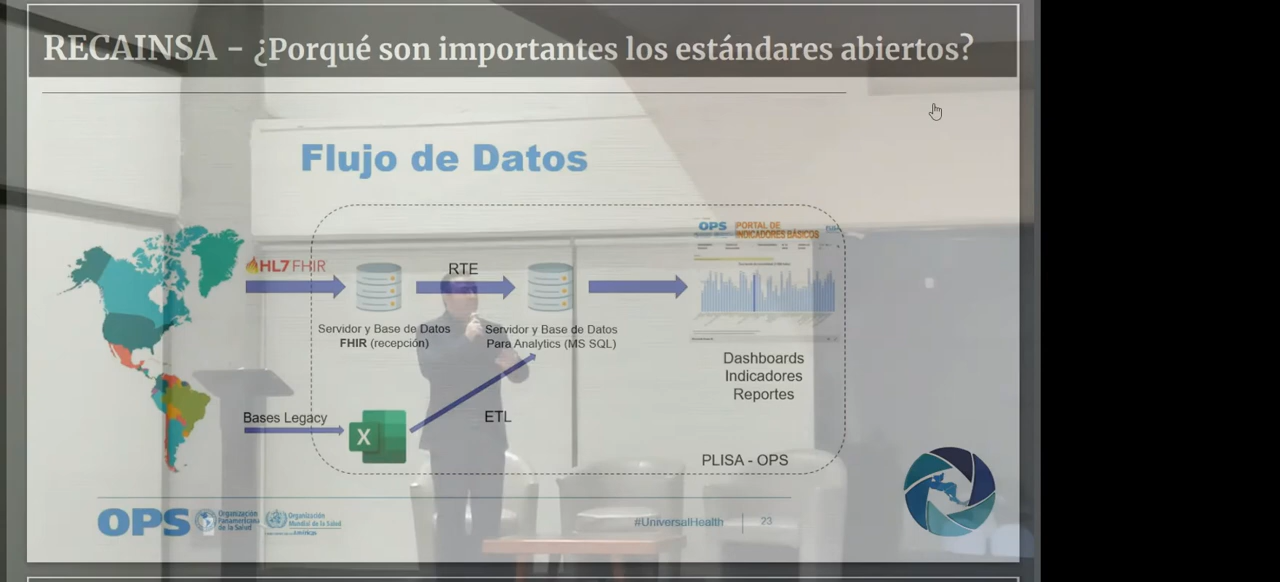 RECAINSA - ¿Porqué son importantes los estándares abiertos?
Flujo de Datos
HL7 FHIR
RTE
OPS
PORTAL DE
INDICADORES BÁSICOS
Servidor y Base de Datos
FHIR (recepción)
Servidor y Base de Datos
Para Analytics (MS SQL)
Dashboards
Indicadores
Reportes
Bases Legacy
X
ETL
PLISA - OPS
OPS
Organización
Panamericana
de la Salud
Organización
Mundial de la Salud
#UniversalHealth
23